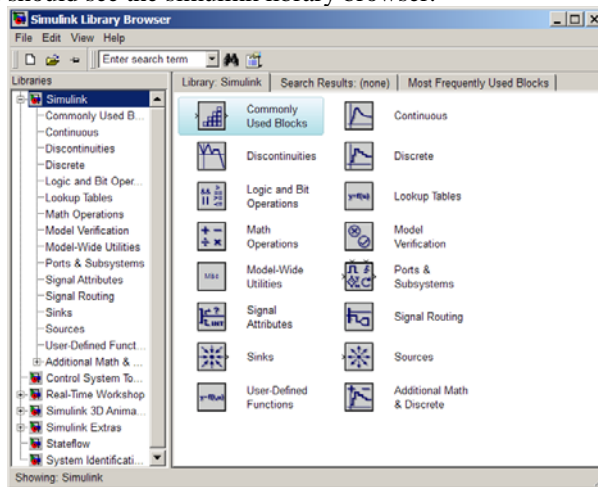 should see the simulink library browser.
Simulink Library Browser
File Edit View Help
Enter search term
Libraries
Library: Simulink
Search Results: (none)
Most Frequently Used Blocks
Simulink
Commonly Used B...
Continuous
Discontinuities
Discrete
Logic and Bit Oper...
Lookup Tables
Math Operations
Model Verification
Model-Wide Utilities
Ports & Subsystems
Signal Attributes
Signal Routing
Sinks
Sources
User-Defined Funct...
Additional Math & ...
Control System To...
Real-Time Workshop
Simulink 3D Anima...
Simulink Extras
Stateflow
System Identificati...
Commonly
Used Blocks
Continuous
Discontinuities
Discrete
Logic and Bit
Operations
Lookup Tables
Math
Operations
Model
Verification
Model-Wide
Utilities
Ports &
Subsystems
Signal
Attributes
Signal Routing
Sinks
Sources
User-Defined
Functions
Additional Math
& Discrete
Showing: Simulink